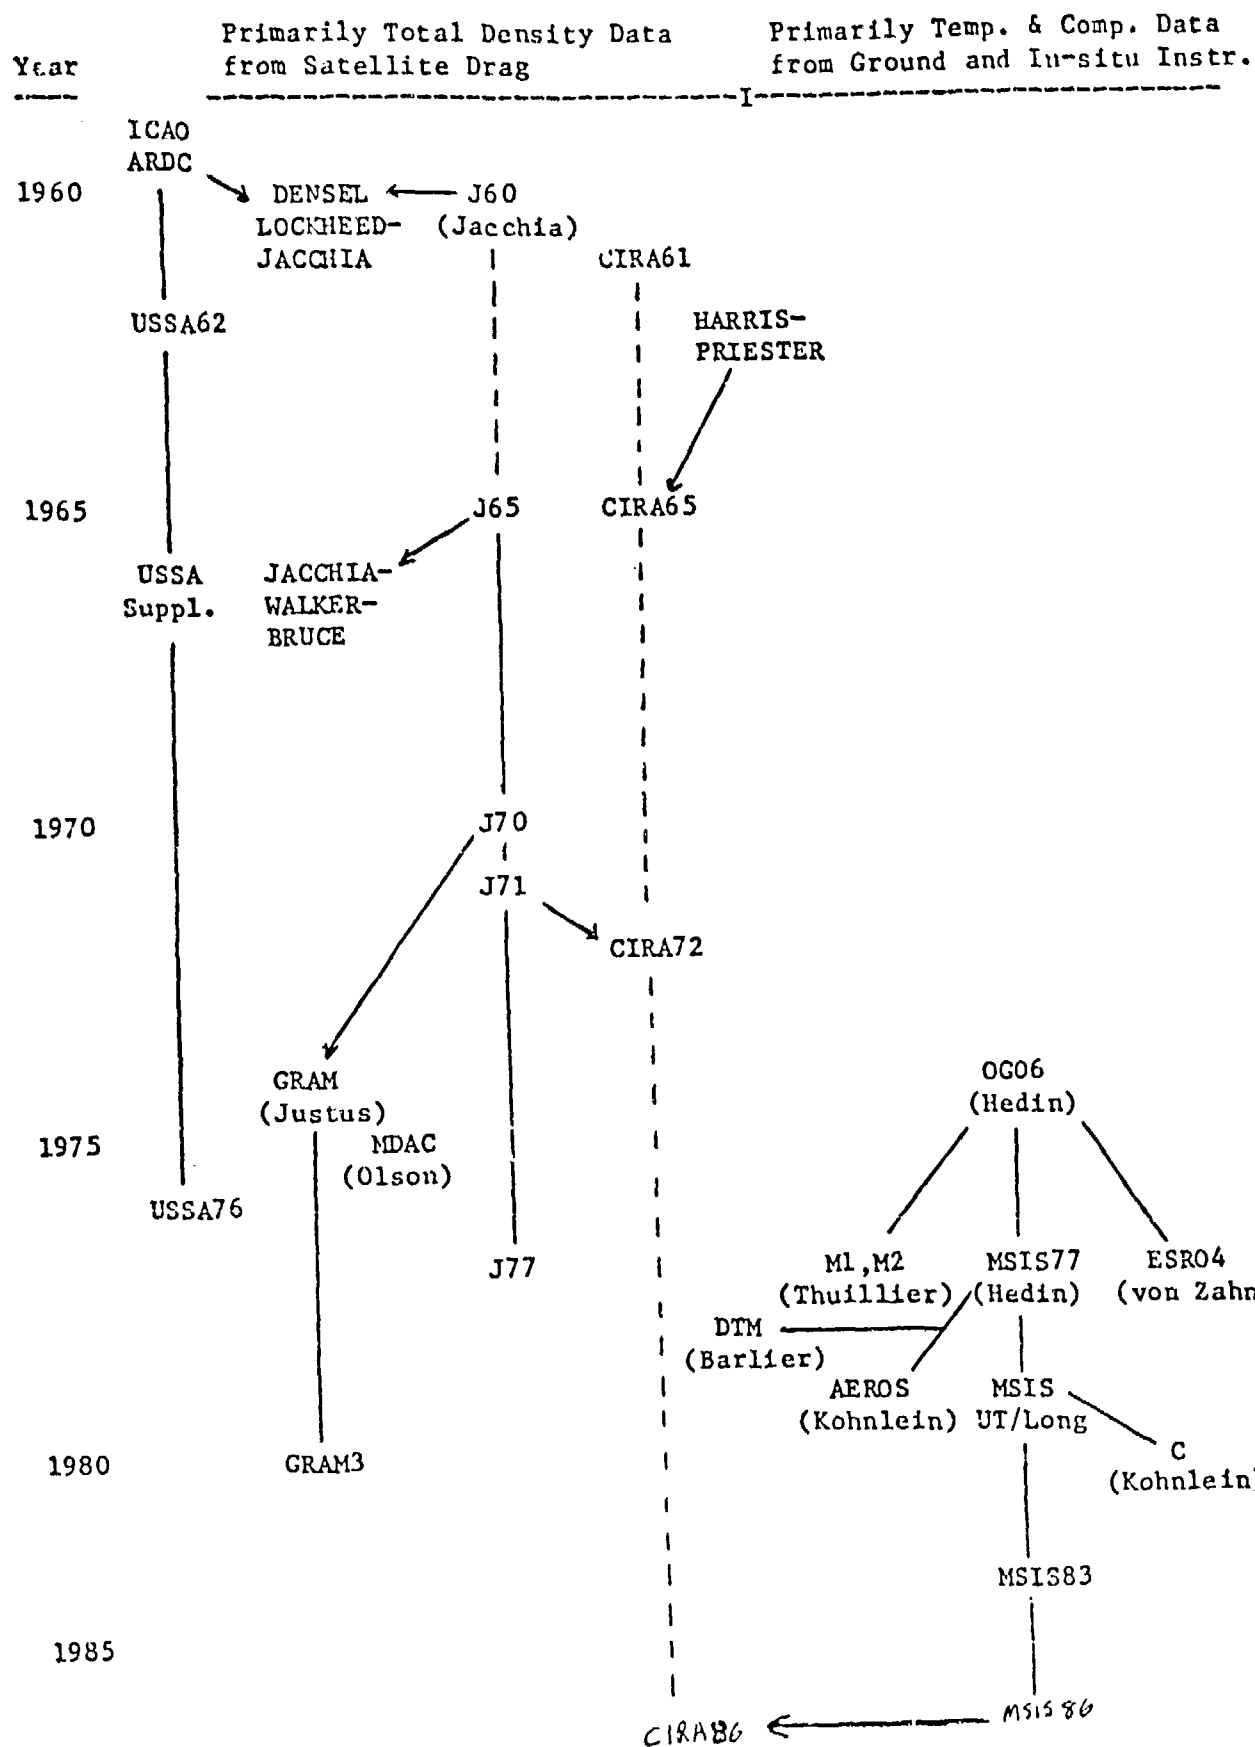 Primarily Total Density Data
Primarily Temp. & Comp. Data
Year
from Satellite Drag
from Ground and In-situ Instr.
I
ICAO
ARDC
1960
DENSEL
J60
LOCKHEED-
(Jacchia)
JACCHIA
CIRA61
USSA62
HARRIS-
PRIESTER
1965
J65
CIRA65
USSA
Suppl.
JACCHIA-
WALKER-
BRUCE
1970
J70
J71
CIRA72
GRAM
(Justus)
OGO6
(Hedin)
1975
MDAC
(Olson)
USSA76
J77
M1,M2
(Thuillier)
MSIS77
(Hedin)
ESRO4
(von Zahn
DTM
(Barlier)
AEROS
(Kohnlein)
MSIS
UT/Long
1980
GRAM3
C
(Kohnlein)
MSIS83
1985
MSIS86
CIRA86